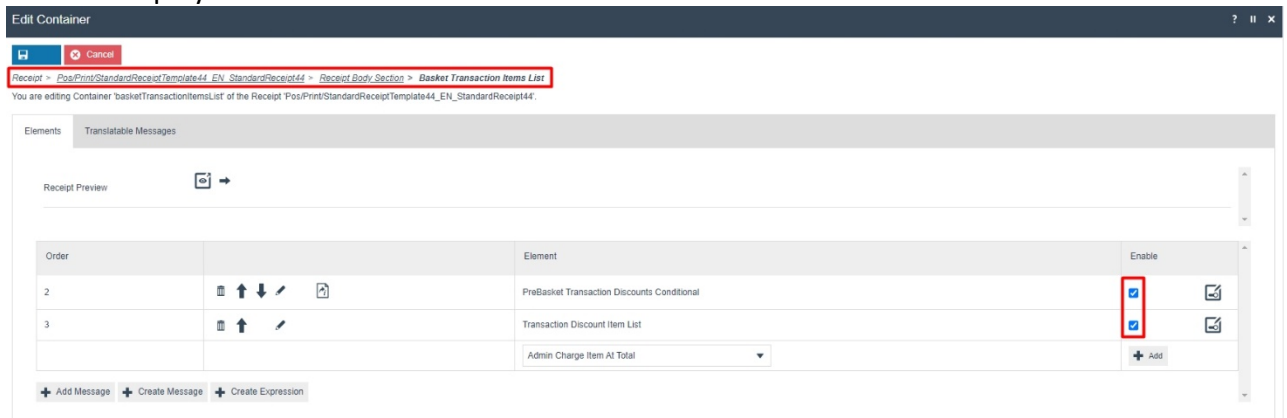 Edit Container
? II ×
Cancel
Receipt > Pos/Print/StandardReceiptTemplate44_EN_StandardReceipt44 > Receipt Body Section > Basket Transaction Items List
You are editing Container 'basketTransactionItemsList' of the Receipt 'Pos/Print/StandardReceiptTemplate44_EN_StandardReceipt44'.
Elements Translatable Messages
Receipt Preview
Order Element Enable
2 PreBasket Transaction Discounts Conditional
3 Transaction Discount Item List
Admin Charge Item At Total Add
Add Message Create Message Create Expression